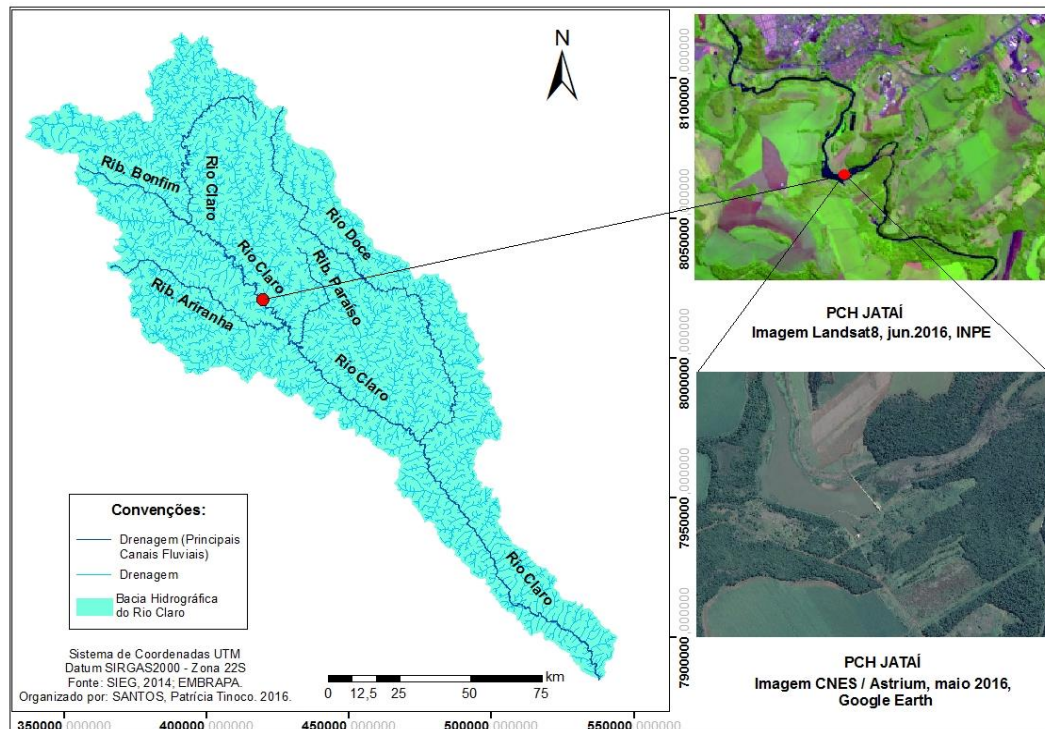 N
Rib. Bonfim
Rio Claro
Rio Doce
Rio Claro
Rib. Paraíso
Rib. Ariranha
Rio Claro
Rio Claro
Convenções:
Drenagem (Principais
Canais Fluviais)
Drenagem
Bacia Hidrográfica
do Rio Claro
Sistema de Coordenadas UTM
Datum SIRGAS2000 - Zona 22S
Fonte: SIEG, 2014; EMBRAPA.
Organizado por: SANTOS, Patrícia Tinoco. 2016.
km
0 12,5 25 50 75
350000,000000 400000,000000 450000,000000 500000,000000 550000,000000
8100000,000000
8050000,000000
8000000,000000
7950000,000000
7900000,000000
PCH JATAÍ
Imagem Landsat8, jun.2016, INPE
PCH JATAÍ
Imagem CNES / Astrium, maio 2016,
Google Earth